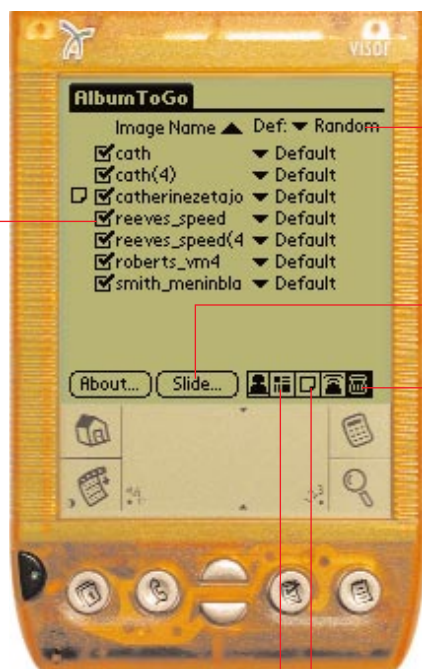 VISOR
AlbumToGo
Image Name Def: Random
cath Default
cath(4) Default
catherinezetajo Default
reeves_speed Default
reeves_speed(4 Default
roberts_vm4 Default
smith_meninbla Default
About... Slide...